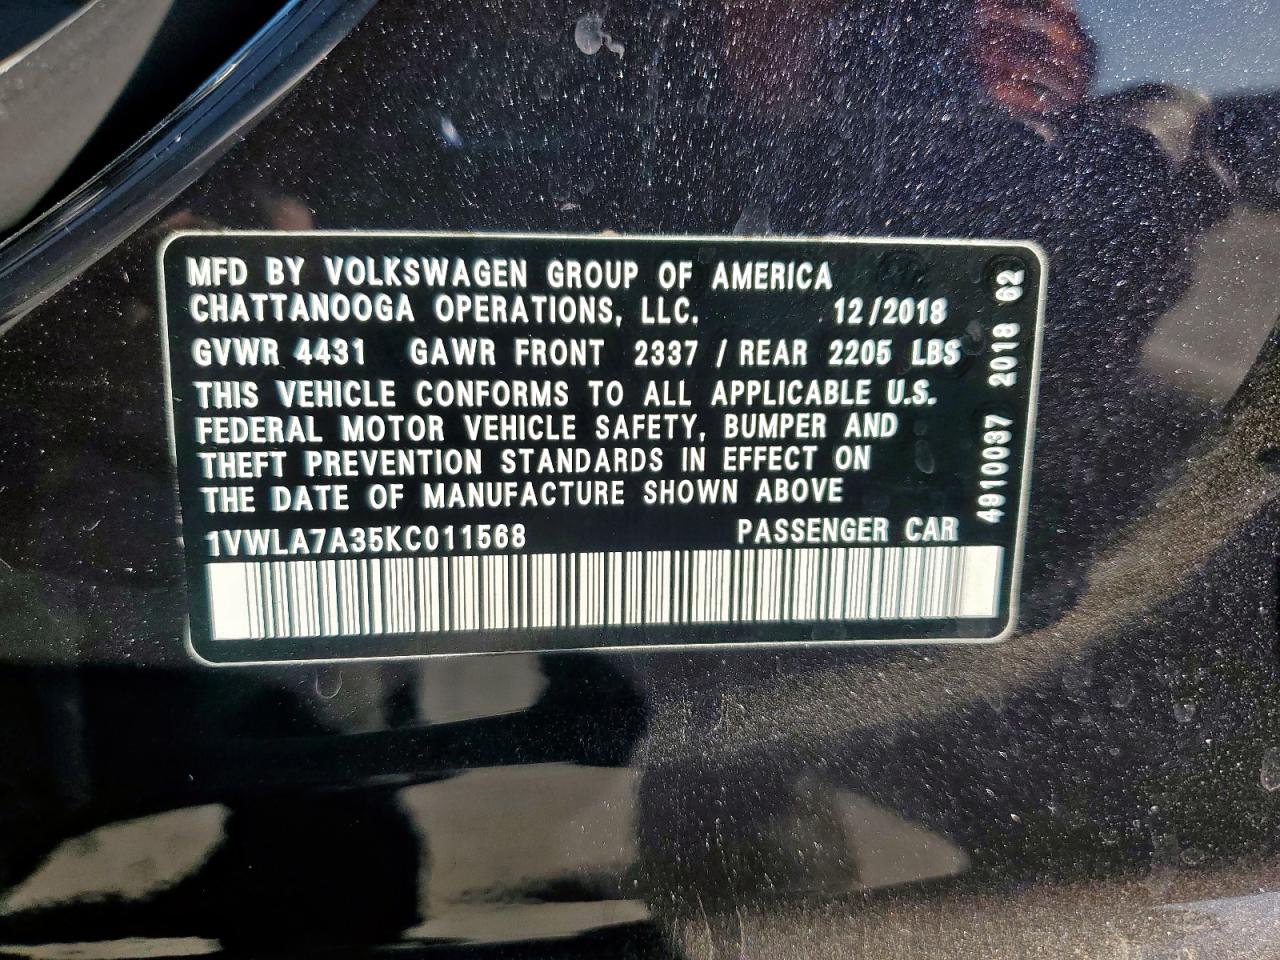 MFD BY VOLKSWAGEN GROUP OF AMERICA
CHATTANOOGA OPERATIONS, LLC. 12/2018
GVWR 4431 GAWR FRONT 2337 / REAR 2205 LBS
THIS VEHICLE CONFORMS TO ALL APPLICABLE U.S.
FEDERAL MOTOR VEHICLE SAFETY, BUMPER AND
THEFT PREVENTION STANDARDS IN EFFECT ON
THE DATE OF MANUFACTURE SHOWN ABOVE
1VWLA7A35KC011568 PASSENGER CAR
4910037 2018 62